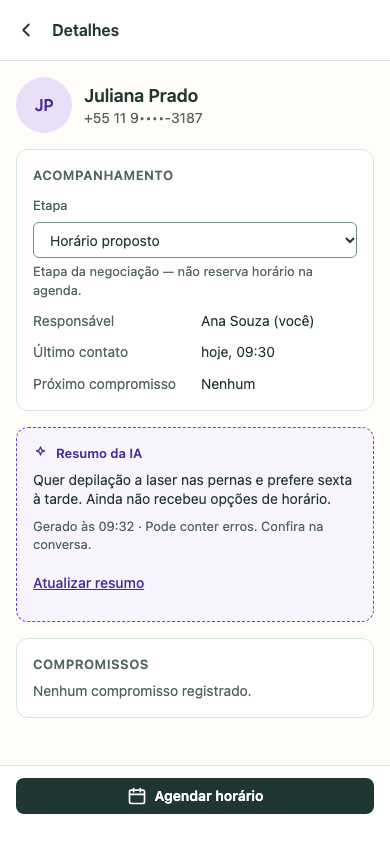 Detalhes
JP
Juliana Prado
+55 11 9••••-3187
ACOMPANHAMENTO
Etapa
Horário proposto
Etapa da negociação — não reserva horário na
agenda.
Responsável Ana Souza (você)
Último contato hoje, 09:30
Próximo compromisso Nenhum
Resumo da IA
Quer depilação a laser nas pernas e prefere sexta
à tarde. Ainda não recebeu opções de horário.
Gerado às 09:32 · Pode conter erros. Confira na
conversa.
Atualizar resumo
COMPROMISSOS
Nenhum compromisso registrado.
Agendar horário